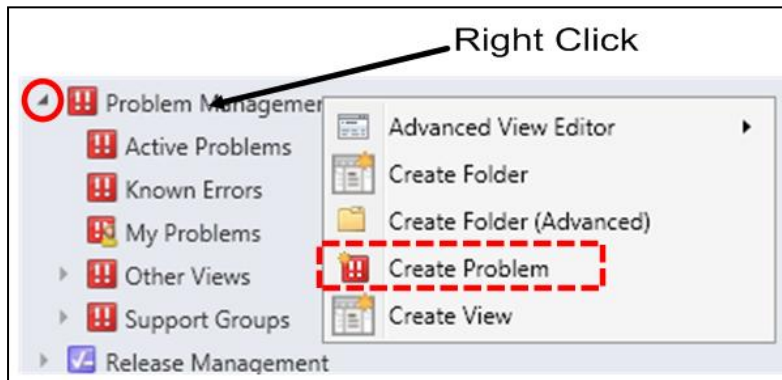 Right Click
Problem Managemer
Active Problems
Known Errors
My Problems
Other Views
Support Groups
Release Management
Advanced View Editor
Create Folder
Create Folder (Advanced)
Create Problem
Create View